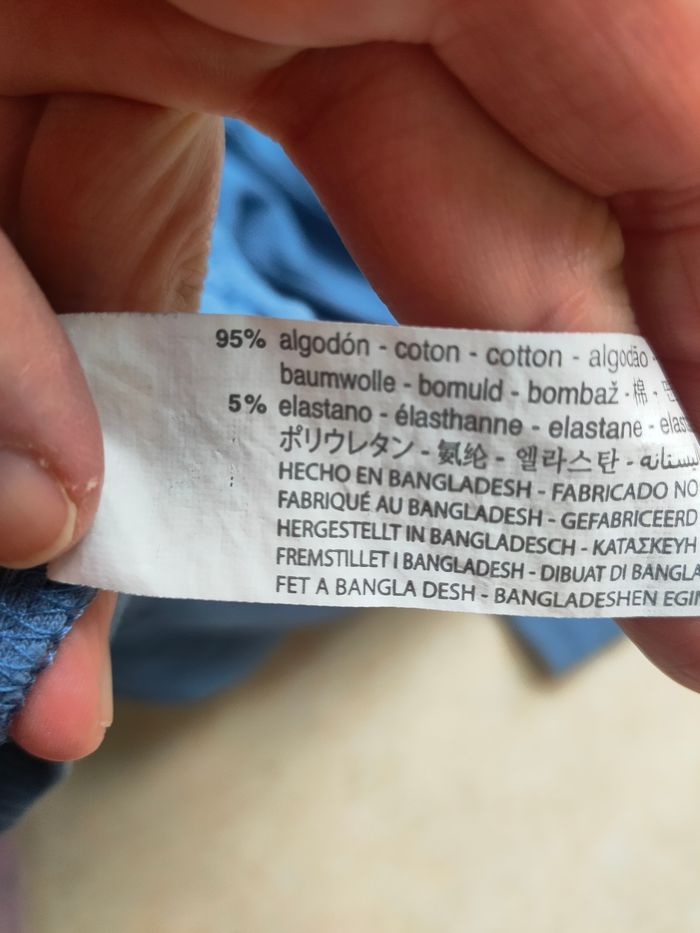 95% algodón - coton - cotton - algodão -
baumwolle - bomuld - bombaž - 棉 -
5% elastano - élasthanne - elastane - elas
ポリウレタン - 氨纶 - 엘라스탄 -
HECHO EN BANGLADESH - FABRICADO NO
FABRIQUÉ AU BANGLADESH - GEFABRICEERD
HERGESTELLT IN BANGLADESCH - ΚΑΤΑΣΚΕΥΗ
FREMSTILLET I BANGLADESH - DIBUAT DI BANGLA
FET A BANGLA DESH - BANGLADESHEN EGIN